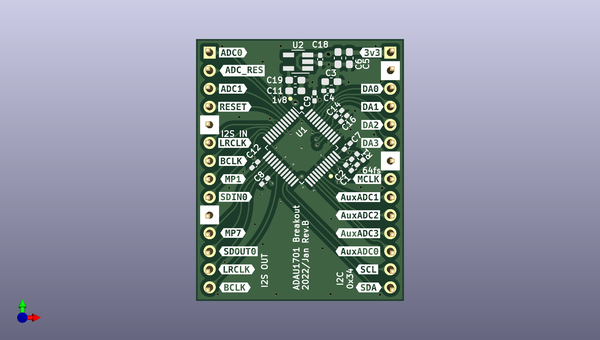 ADC0
ADC_RES
ADC1
RESET
I2S IN
LRCLK
BCLK
MP1
SDIN0
MP7
SDOUT0
LRCLK
BCLK
I2S OUT
U2
C18
C19
C11
1v8
C3
C4
C9
C6
C5
C14
C16
U1
C12
C8
C7
C2
C1
R2
64fs
ADAU1701 Breakout
2022/Jan Rev.B
I2C
0x34
3v3
DA0
DA1
DA2
DA3
MCLK
AuxADC1
AuxADC2
AuxADC3
AuxADC0
SCL
SDA